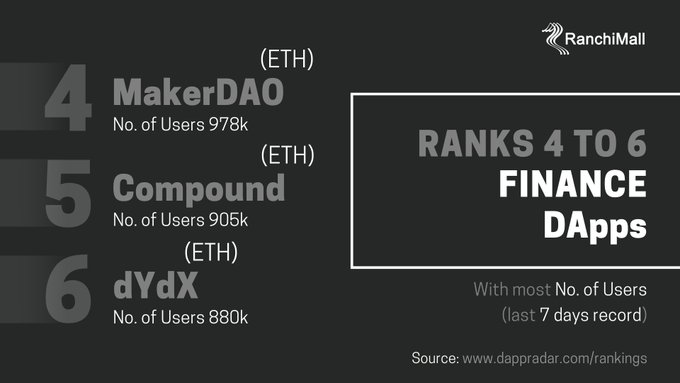 RanchiMall
4
(ETH)
MakerDAO
No. of Users 978k
5
(ETH)
Compound
No. of Users 905k
6
(ETH)
dYdX
No. of Users 880k
RANKS 4 TO 6
FINANCE
DApps
With most No. of Users
(last 7 days record)
Source: www.dappradar.com/rankings